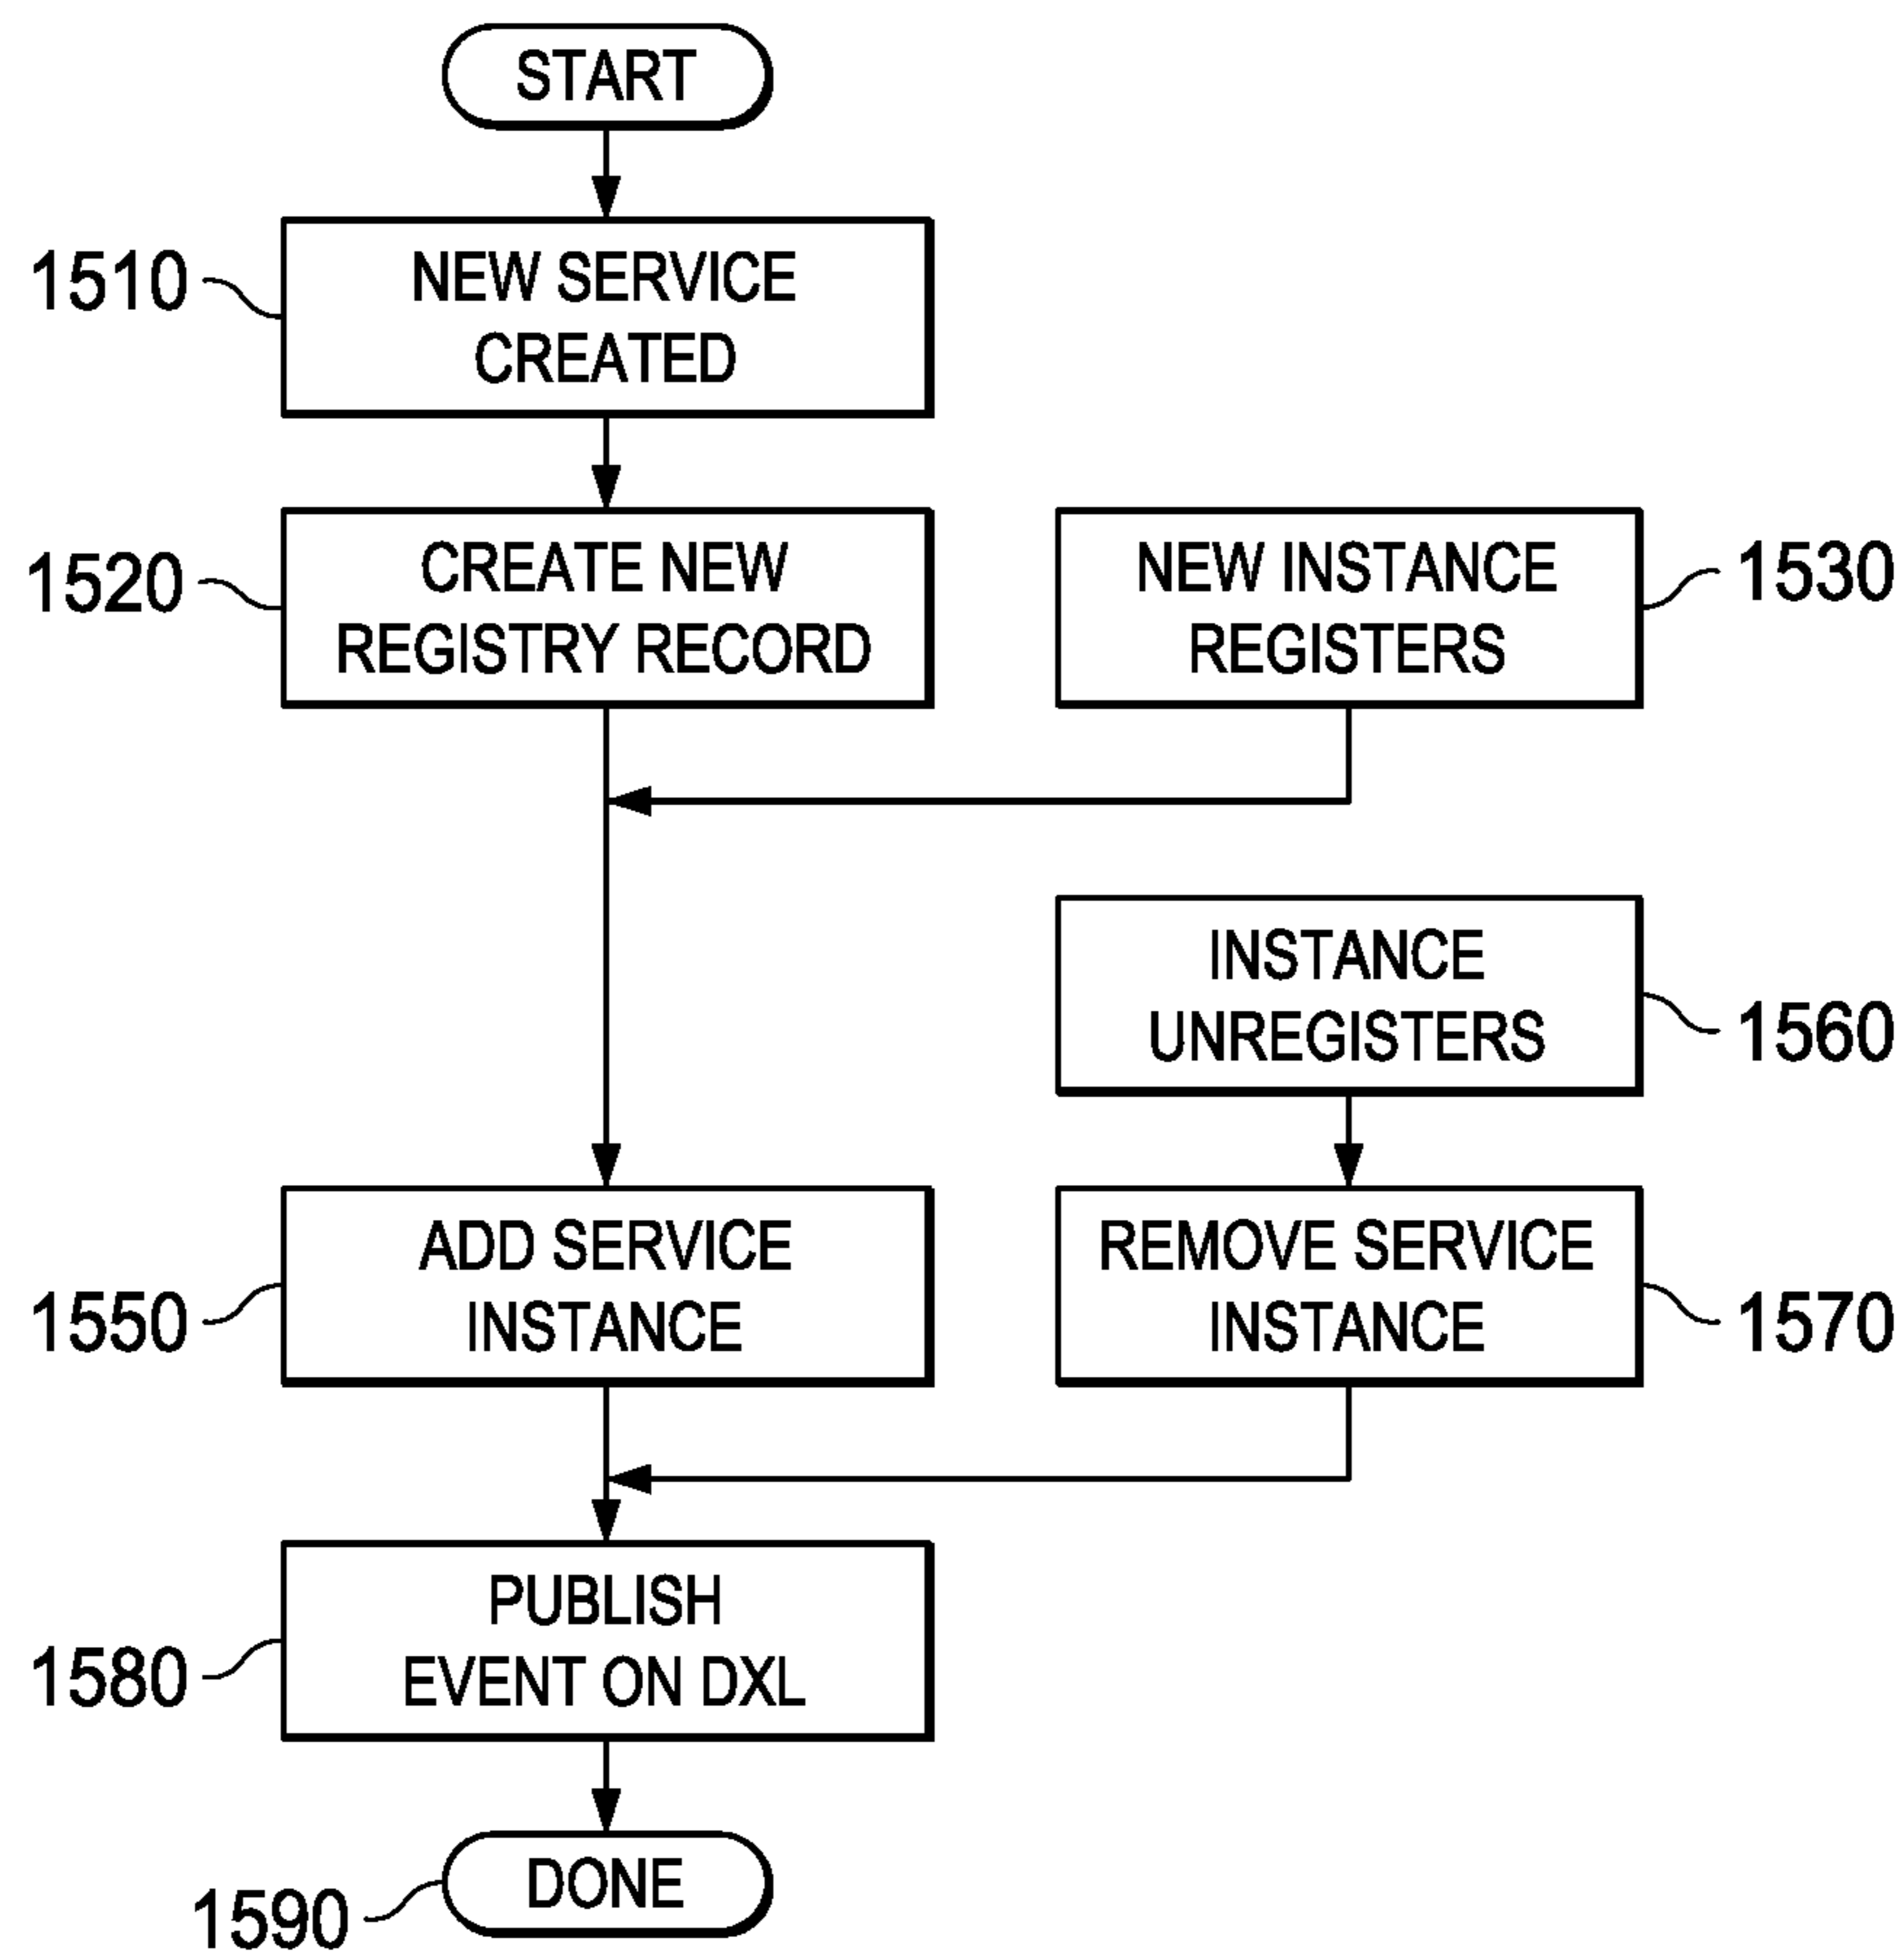 START
1510
NEW SERVICE
CREATED
1520
CREATE NEW
REGISTRY RECORD
NEW INSTANCE
REGISTERS
1530
INSTANCE
UNREGISTERS
1560
1550
ADD SERVICE
INSTANCE
REMOVE SERVICE
INSTANCE
1570
1580
PUBLISH
EVENT ON DXL
1590
DONE